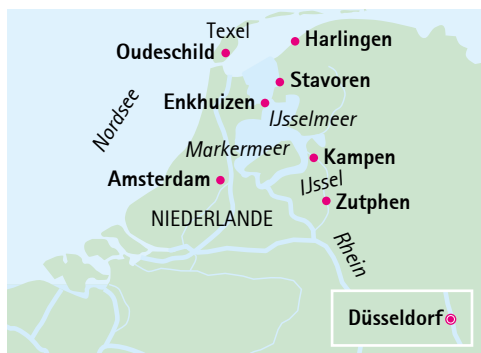 Texel
Harlingen
Oudeschild
Stavoren
Enkhuizen
IJsselmeer
Nordsee
Markermeer
Kampen
Amsterdam
IJssel
Zutphen
NIEDERLANDE
Rhein
Düsseldorf